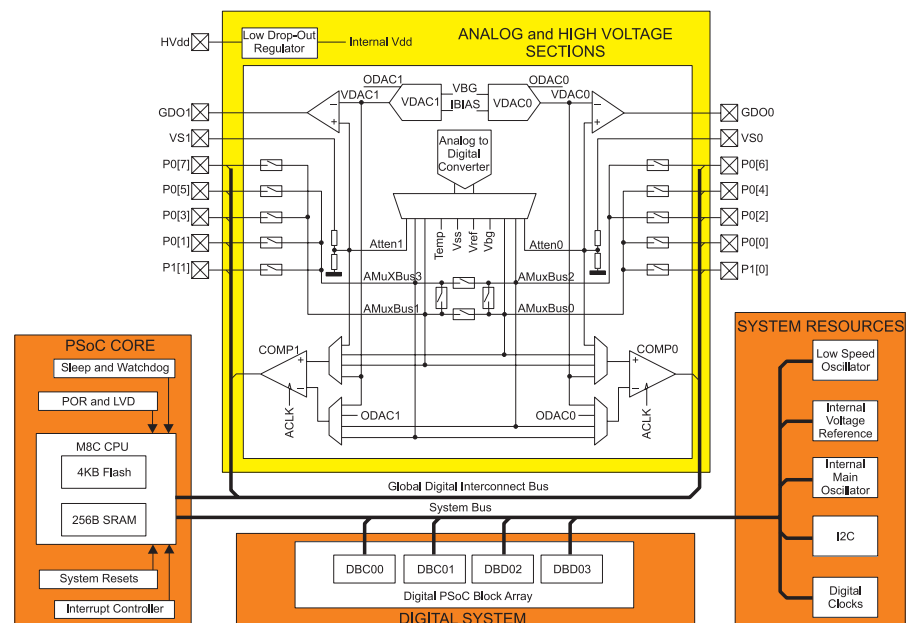 ANALOG and HIGH VOLTAGE
SECTIONS
HVdd
Low Drop-Out
Regulator
Internal Vdd
ODAC1
VDAC1
VDAC1
VBG
IBIAS
ODAC0
VDAC0
VDAC0
GDO1
GDO0
VS1
VS0
Analog to
Digital
Converter
P0[7]
P0[6]
P0[5]
P0[4]
P0[3]
P0[2]
P0[1]
P0[0]
P1[1]
P1[0]
Atten1
Temp
Vss
Vref
Vbg
Atten0
AMuXBus3
AMuxBus2
AMuxBus1
AMuxBus0
COMP1
COMP0
ACLK
ODAC1
ODAC0
ACLK
PSoC CORE
Sleep and Watchdog
POR and LVD
M8C CPU
4KB Flash
256B SRAM
System Resets
Interrupt Controller
Global Digital Interconnect Bus
System Bus
DBC00
DBC01
DBD02
DBD03
Digital PSoC Block Array
DIGITAL SYSTEM
SYSTEM RESOURCES
Low Speed
Oscillator
Internal
Voltage
Reference
Internal
Main
Oscillator
I2C
Digital
Clocks